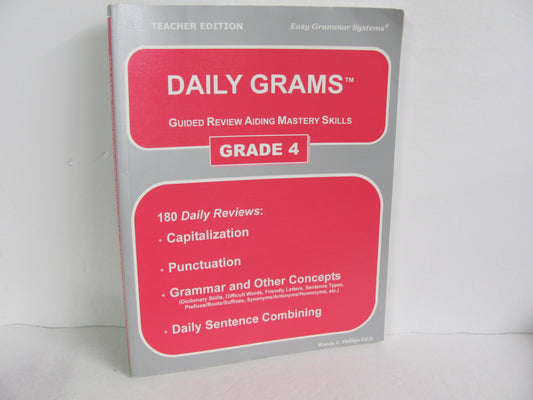 TEACHER EDITION
Easy Grammar Systems®
DAILY GRAMS™
GUIDED REVIEW AIDING MASTERY SKILLS
GRADE 4
180 Daily Reviews:
• Capitalization
• Punctuation
• Grammar and Other Concepts
(Dictionary Skills, Difficult Words, Friendly Letters, Sentence Types,
Prefixes/Roots/Suffixes, Synonyms/Antonyms/Homonyms, etc.)
• Daily Sentence Combining
Wanda C. Phillips Ed.D.